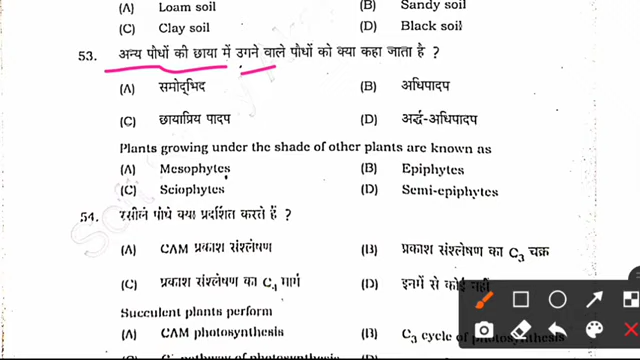 (A) Loam soil (B) Sandy soil
(C) Clay soil (D) Black soil
53. अन्य पौधों की छाया में उगने वाले पौधों को क्या कहा जाता है ?
(A) समोद्भिद (B) अधिपादप
(C) छायाप्रिय पादप (D) अर्द्ध-अधिपादप
Plants growing under the shade of other plants are known as
(A) Mesophytes (B) Epiphytes
(C) Sciophytes (D) Semi-epiphytes
54. रसीले पौधे क्या प्रदर्शित करते हैं ?
(A) CAM प्रकाश संश्लेषण (B) प्रकाश संश्लेषण का C3 चक्र
(C) प्रकाश संश्लेषण का C4 मार्ग (D) इनमें से कोई नहीं
Succulent plants perform
(A) CAM photosynthesis (B) C3 cycle of photosynthesis